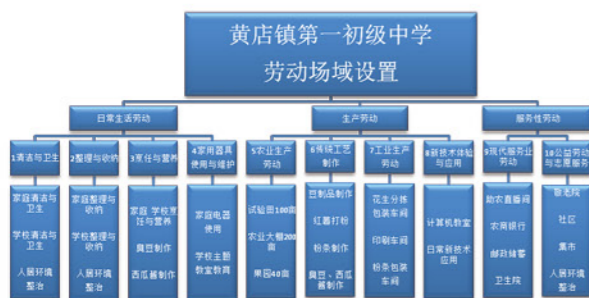 黄店镇第一初级中学
劳动场域设置
日常生活劳动
生产劳动
服务性劳动
1清洁与卫生
2整理与收纳
3烹饪与营养
4家用器具
使用与维护
5农业生产
劳动
6传统工艺
制作
7工业生产
劳动
8新技术体验
与应用
9现代服务业
劳动
10公益劳动
与志愿服务
家庭清洁与
卫生
学校清洁与
卫生
人居环境
整治
家庭整理与
收纳
学校整理与
收纳
人居环境
整治
家庭 学校烹
饪与营养
臭豆制作
西瓜酱制作
家庭电器
使用
学校主题
教室教育
试验田100亩
农业大棚200
亩
果园40亩
豆制品制作
红薯打粉
粉条制作
臭豆、西瓜
酱制作
花生分拣
包装车间
印刷车间
粉条包装
车间
计算机教室
日常新技术
应用
助农直播间
农商银行
邮政储蓄
卫生院
敬老院
社区
集市
人居环境
整治